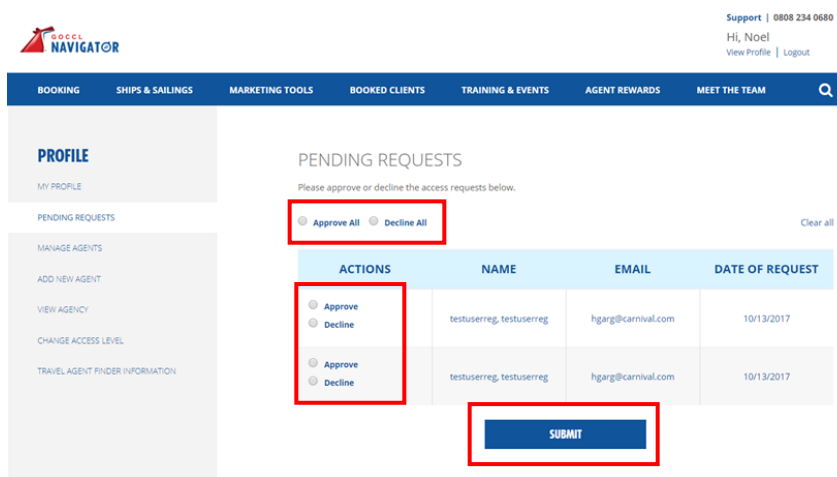 Support | 0808 234 0680
GOCCL
NAVIGATOR
Hi, Noel
View Profile | Logout
BOOKING SHIPS & SAILINGS MARKETING TOOLS BOOKED CLIENTS TRAINING & EVENTS AGENT REWARDS MEET THE TEAM
PROFILE
MY PROFILE
PENDING REQUESTS
MANAGE AGENTS
ADD NEW AGENT
VIEW AGENCY
CHANGE ACCESS LEVEL
TRAVEL AGENT FINDER INFORMATION
PENDING REQUESTS
Please approve or decline the access requests below.
Approve All Decline All Clear all
ACTIONS NAME EMAIL DATE OF REQUEST
Approve
Decline
testuserreg, testuserreg hgarg@carnival.com 10/13/2017
Approve
Decline
testuserreg, testuserreg hgarg@carnival.com 10/13/2017
SUBMIT